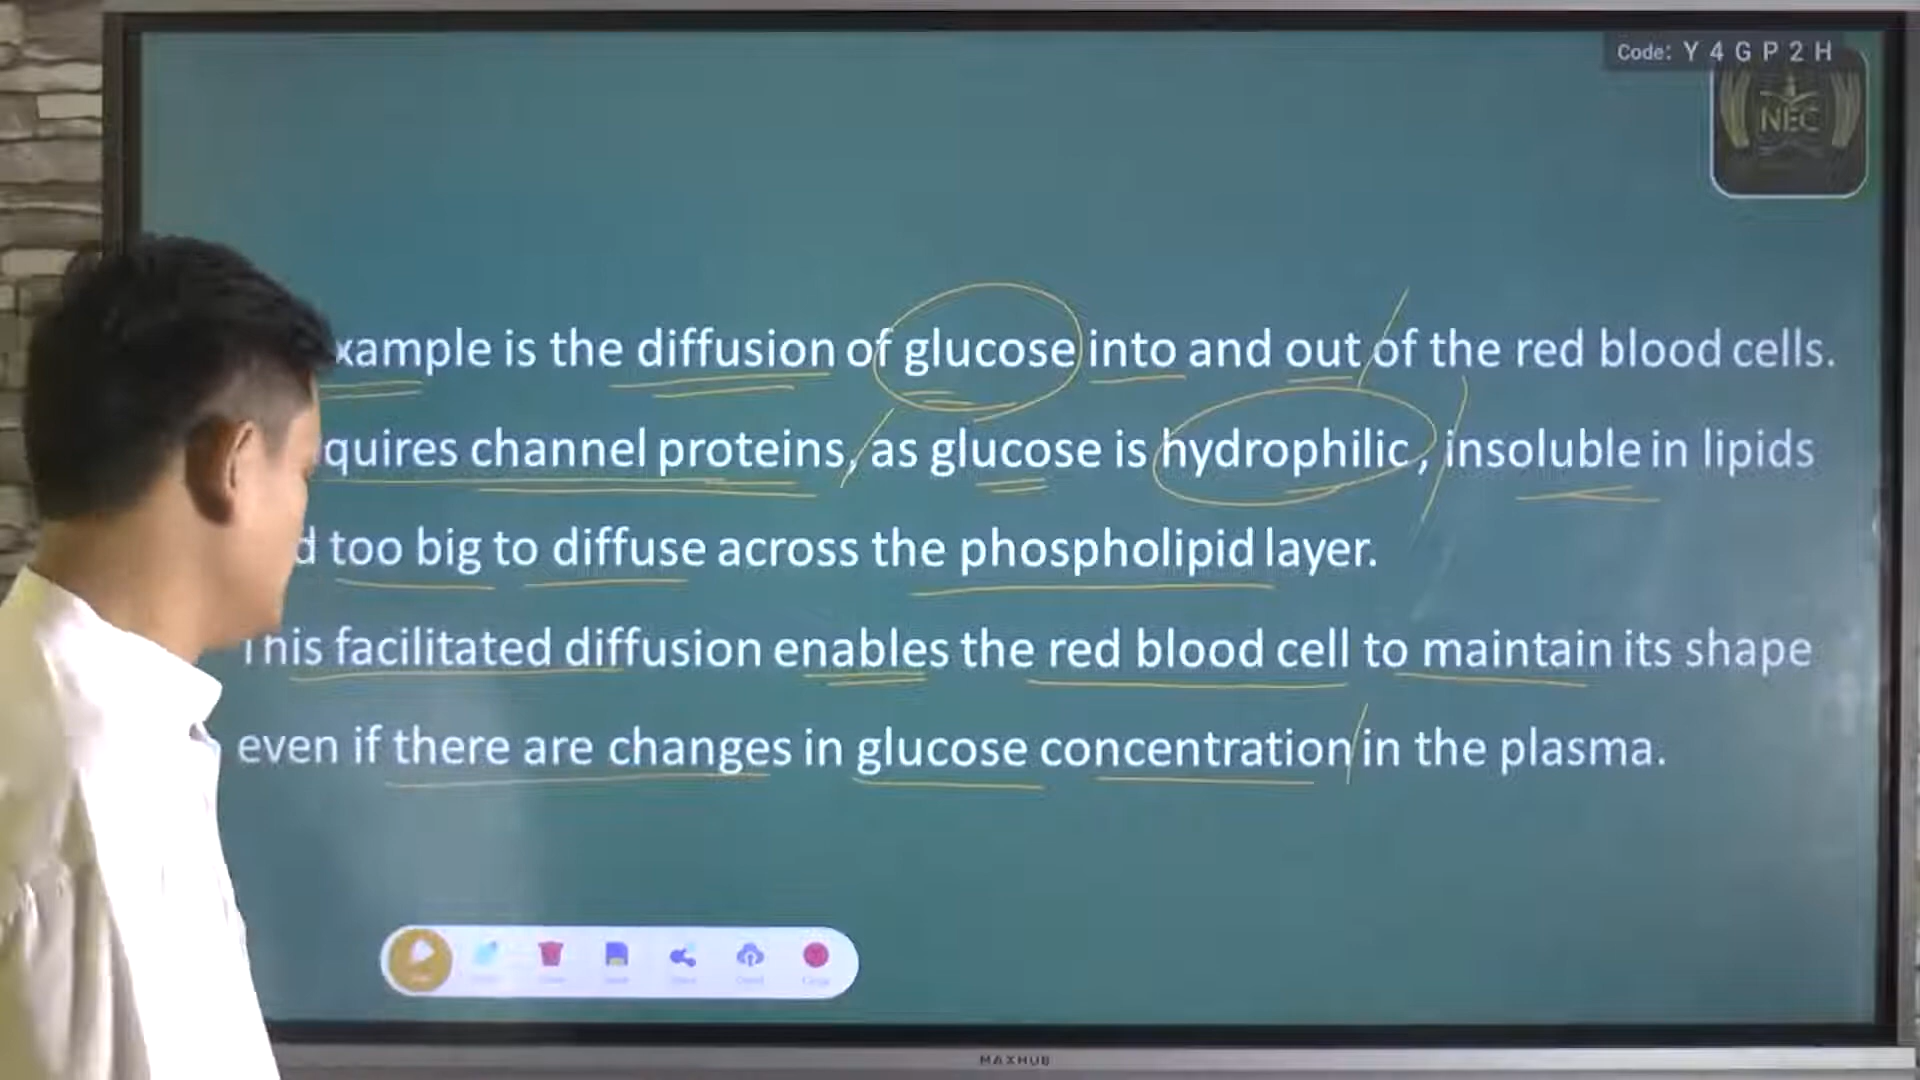 Code: Y 4 G P 2 H
NEC
is the diffusion of glucose into and out of the red blood cells.
channel proteins, as glucose is hydrophilic, insoluble in lipids
too big to diffuse across the phospholipid layer.
This facilitated diffusion enables the red blood cell to maintain its shape
even if there are changes in glucose concentration in the plasma.
MAXHUB